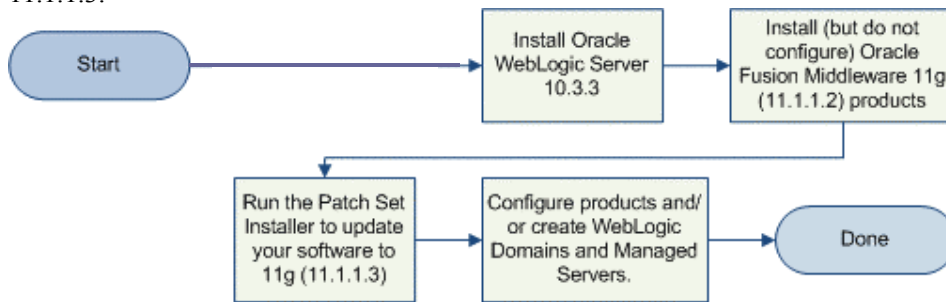 11.1.1.3.
Start
Install Oracle
WebLogic Server
10.3.3
Install (but do not
configure) Oracle
Fusion Middleware 11g
(11.1.1.2) products
Run the Patch Set
Installer to update
your software to
11g (11.1.1.3)
Configure products and/
or create WebLogic
Domains and Managed
Servers.
Done